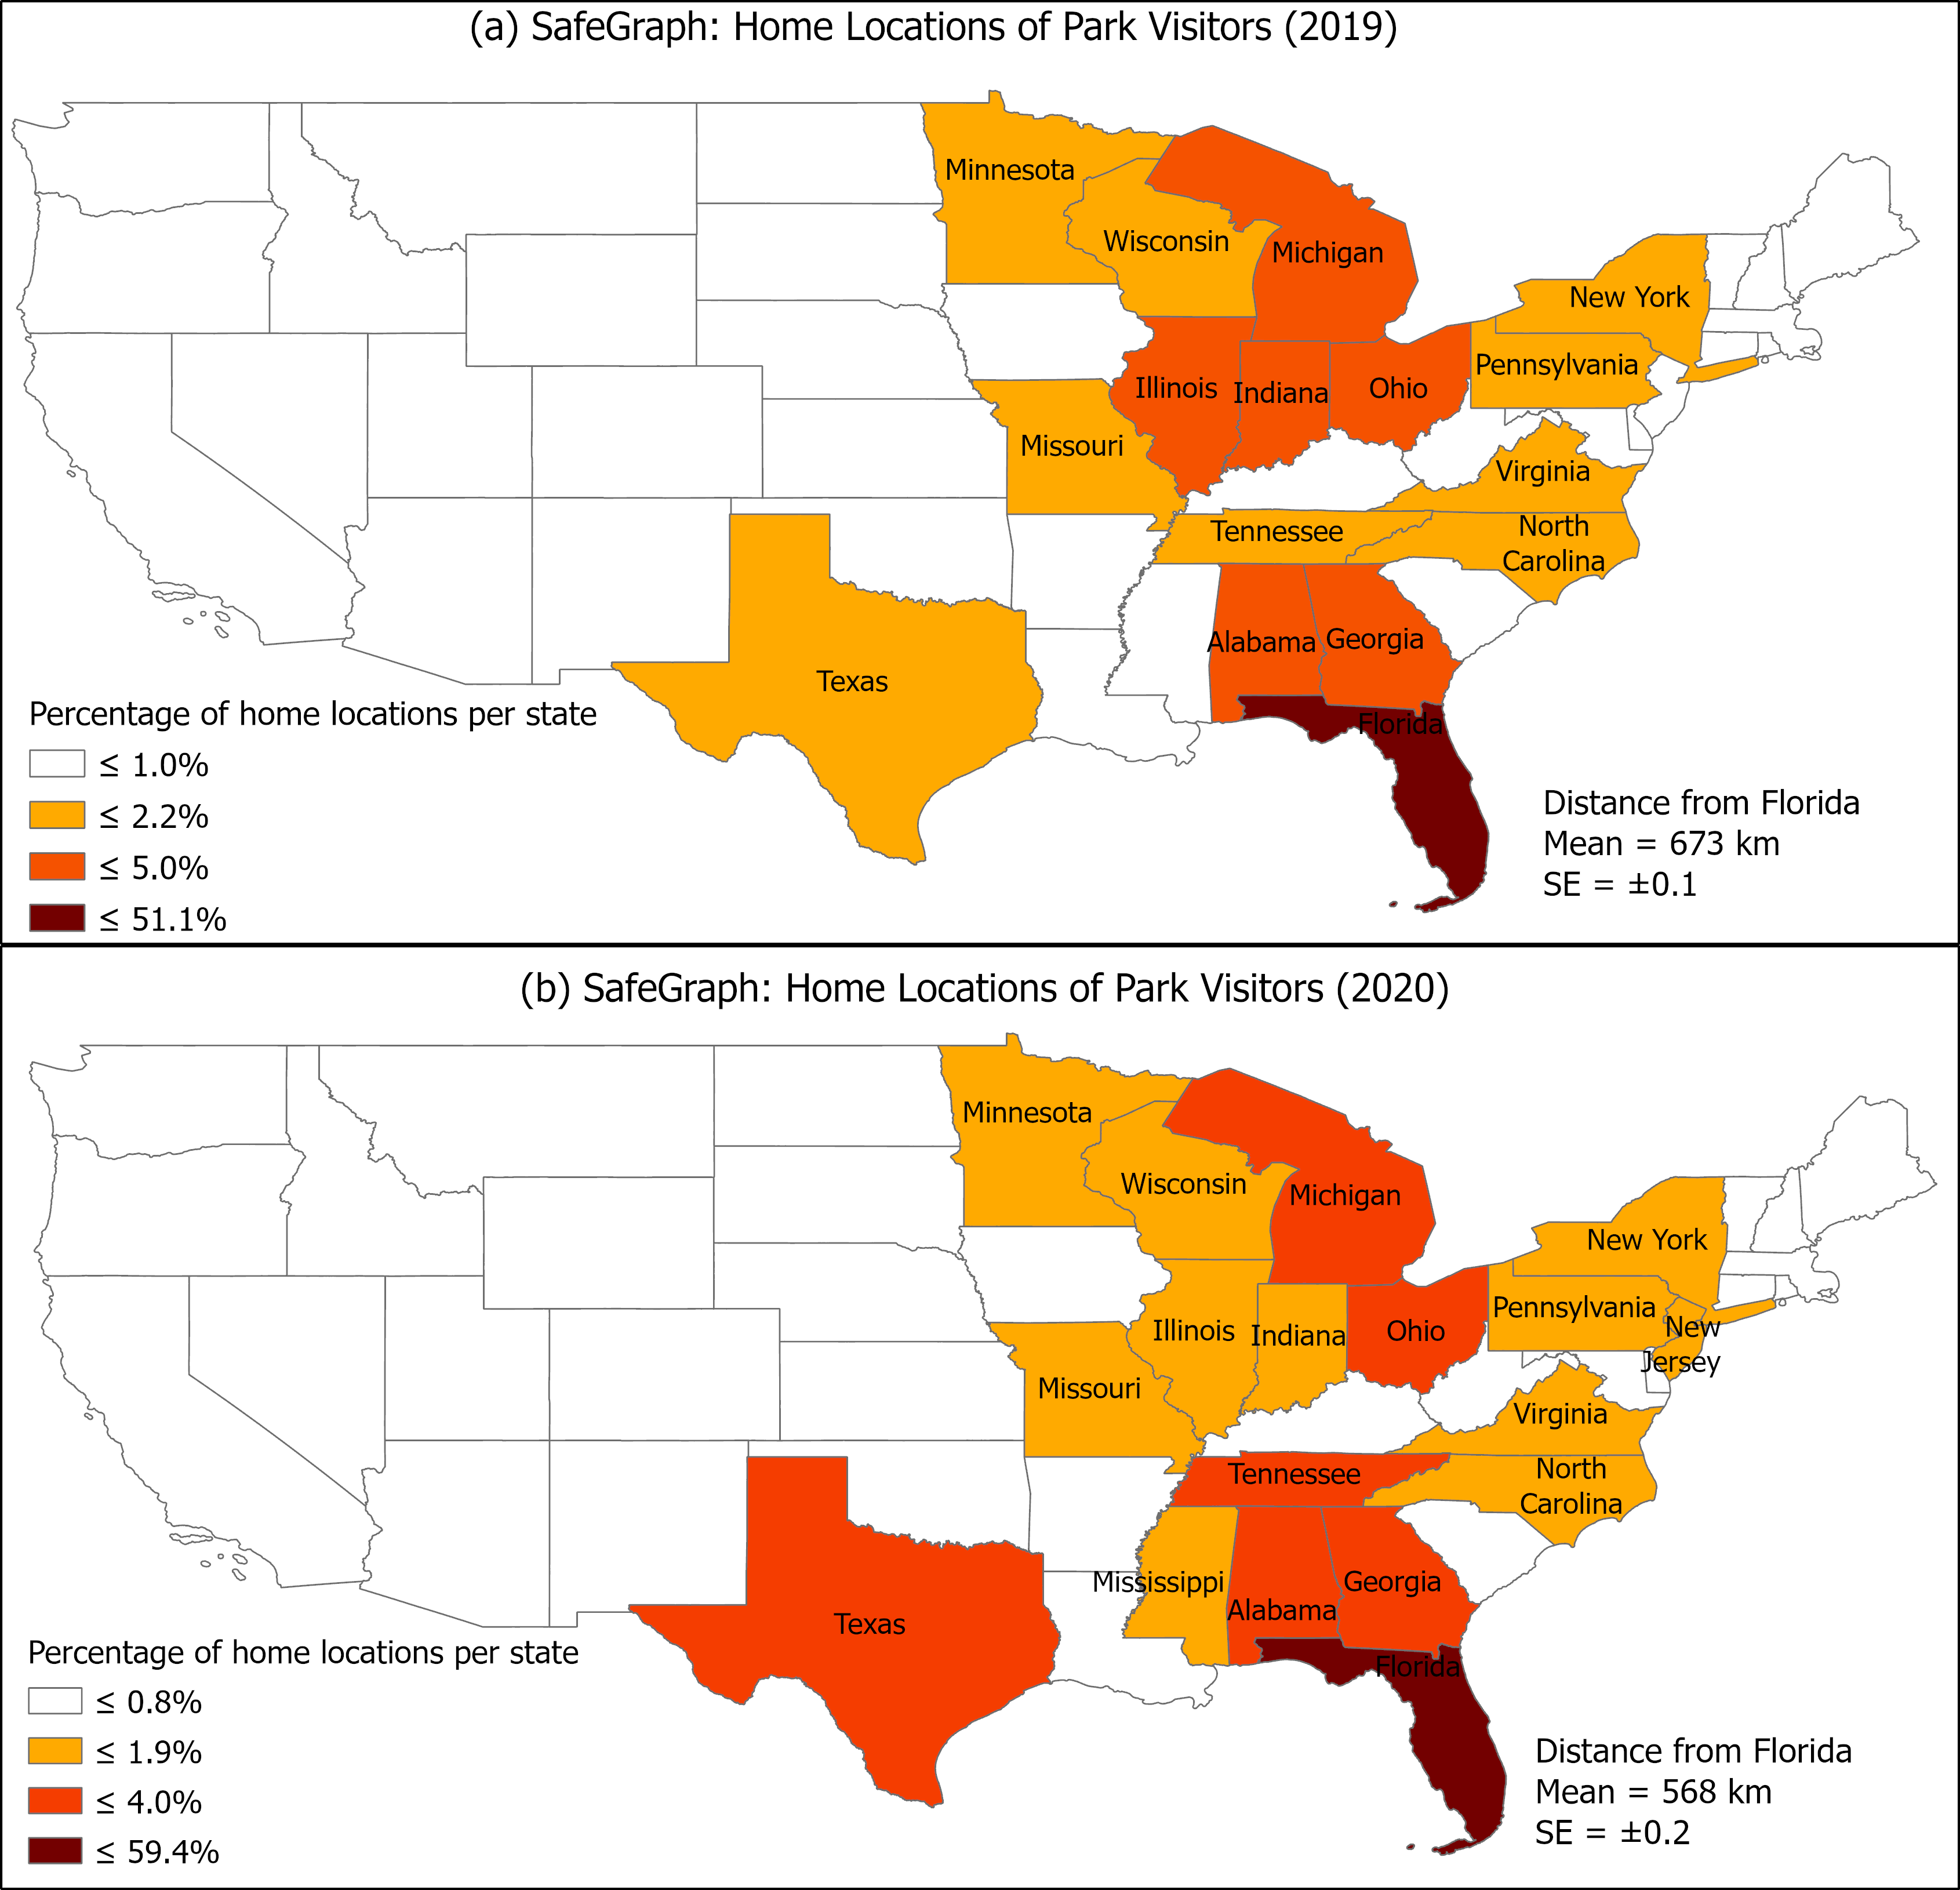 (a) SafeGraph: Home Locations of Park Visitors (2019)
Minnesota
Wisconsin
Michigan
New York
Pennsylvania
Illinois
Indiana
Ohio
Missouri
Virginia
Tennessee
North
Carolina
Alabama
Georgia
Texas
Florida
Percentage of home locations per state
≤ 1.0%
≤ 2.2%
≤ 5.0%
≤ 51.1%
Distance from Florida
Mean = 673 km
SE = ±0.1
(b) SafeGraph: Home Locations of Park Visitors (2020)
Minnesota
Wisconsin
Michigan
New York
Pennsylvania
New
Jersey
Illinois
Indiana
Ohio
Missouri
Virginia
Tennessee
North
Carolina
Mississippi
Alabama
Georgia
Texas
Florida
Percentage of home locations per state
≤ 0.8%
≤ 1.9%
≤ 4.0%
≤ 59.4%
Distance from Florida
Mean = 568 km
SE = ±0.2